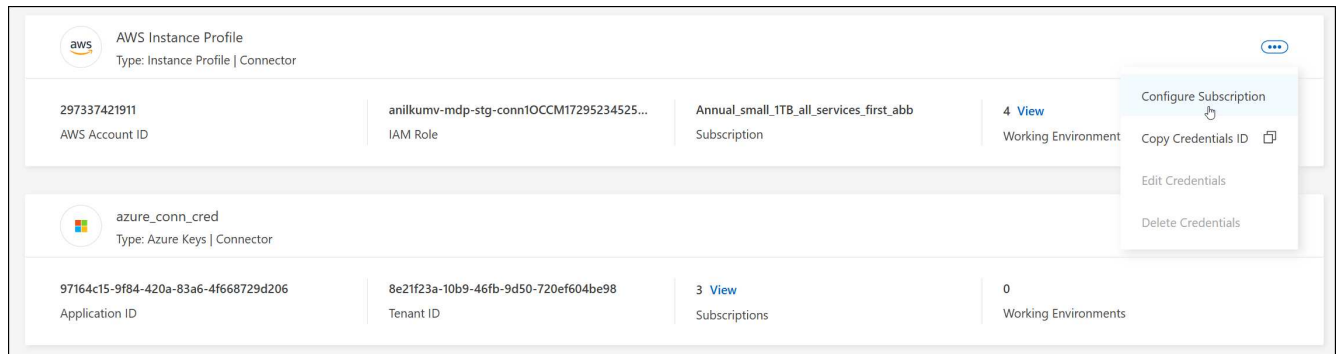 aws
AWS Instance Profile
Type: Instance Profile | Connector
297337421911
AWS Account ID
anilkumv-mdp-stg-conn1OCCM17295234525...
IAM Role
Annual_small_1TB_all_services_first_abb
Subscription
4 View
Working Environment
Configure Subscription
Copy Credentials ID
Edit Credentials
Delete Credentials
azure_conn_cred
Type: Azure Keys | Connector
97164c15-9f84-420a-83a6-4f668729d206
Application ID
8e21f23a-10b9-46fb-9d50-720ef604be98
Tenant ID
3 View
Subscriptions
0
Working Environments